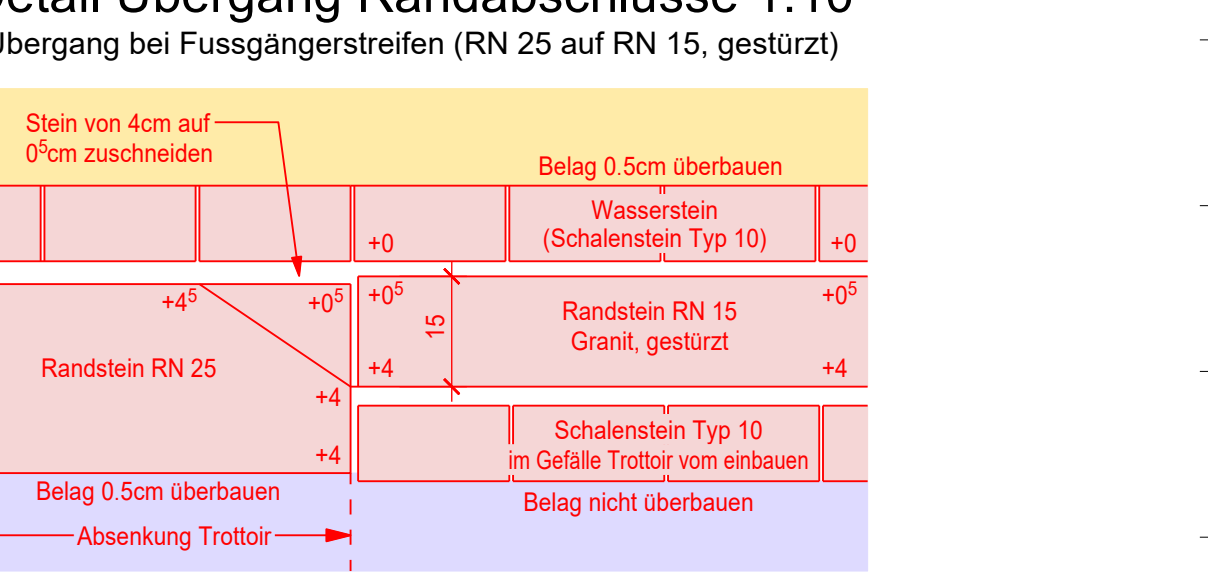 etail Übergang Randabschlüsse 1:10
Übergang bei Fussgängerstreifen (RN 25 auf RN 15, gestürzt)
Stein von 4cm auf
0⁵cm zuschneiden
Belag 0.5cm überbauen
Wasserstein
(Schalenstein Typ 10)
+0
+0
+4⁵
+0⁵
+0⁵
+0⁵
15
Randstein RN 15
Granit, gestürzt
Randstein RN 25
+4
+4
+4
+4
Schalenstein Typ 10
im Gefälle Trottoir vom einbauen
Belag 0.5cm überbauen
Belag nicht überbauen
Absenkung Trottoir